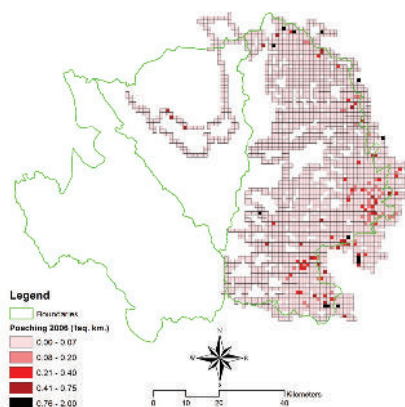 Legend
Boundaries
Poaching 2006 (1sq. km.)
0.00 - 0.07
0.08 - 0.20
0.21 - 0.40
0.41 - 0.75
0.76 - 2.00
N
W
E
S
Kilometers
0 10 20 40